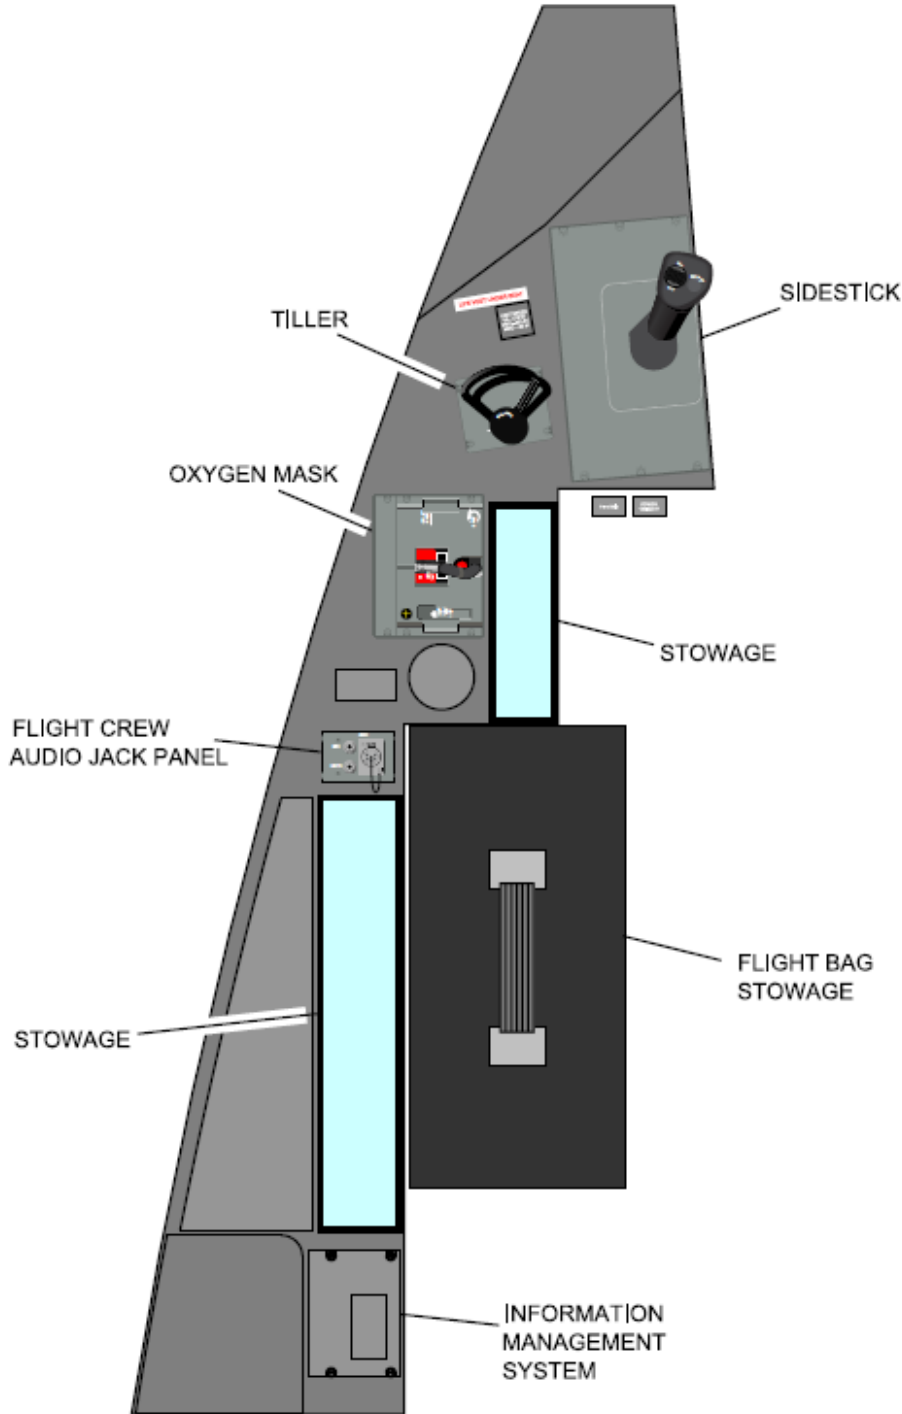 SIDESTICK
TILLER
OXYGEN MASK
STOWAGE
FLIGHT CREW
AUDIO JACK PANEL
FLIGHT BAG
STOWAGE
STOWAGE
INFORMATION
MANAGEMENT
SYSTEM